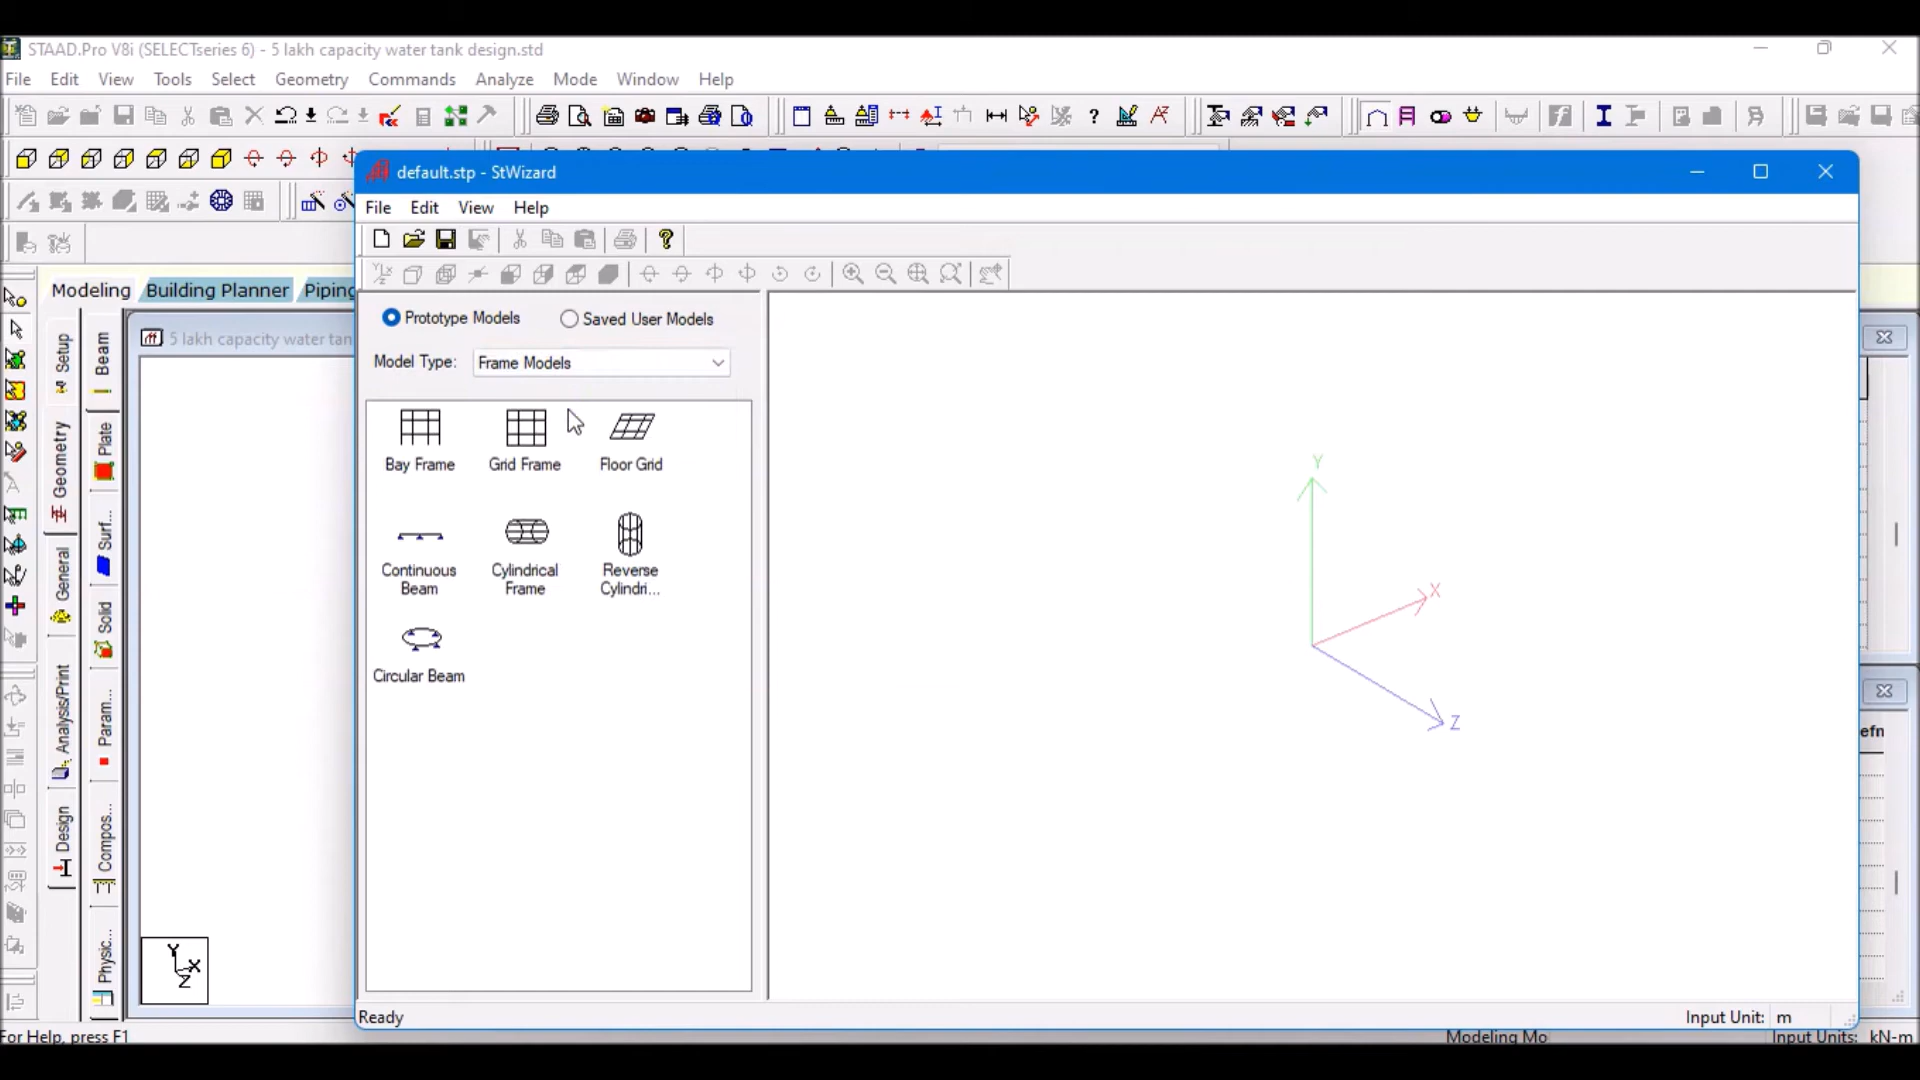 STAAD.Pro V8i (SELECTseries 6) - 5 lakh capacity water tank design.std
File Edit View Tools Select Geometry Commands Analyze Mode Window Help
default.stp - StWizard
File Edit View Help
Modeling Building Planner Piping
Prototype Models Saved User Models
Model Type: Frame Models
5 lakh capacity water tan
Setup
Geometry
General
Analysis/Print
Design
Beam
Plate
Surf...
Solid
Param...
Compos...
Physic...
Bay Frame Grid Frame Floor Grid
Continuous Beam
Cylindrical Frame
Reverse Cylindri...
Circular Beam
Y
X
Z
Y
X
Z
efn
Ready
Input Unit: m
For Help, press F1
Modeling Mo
Input Units: kN-m